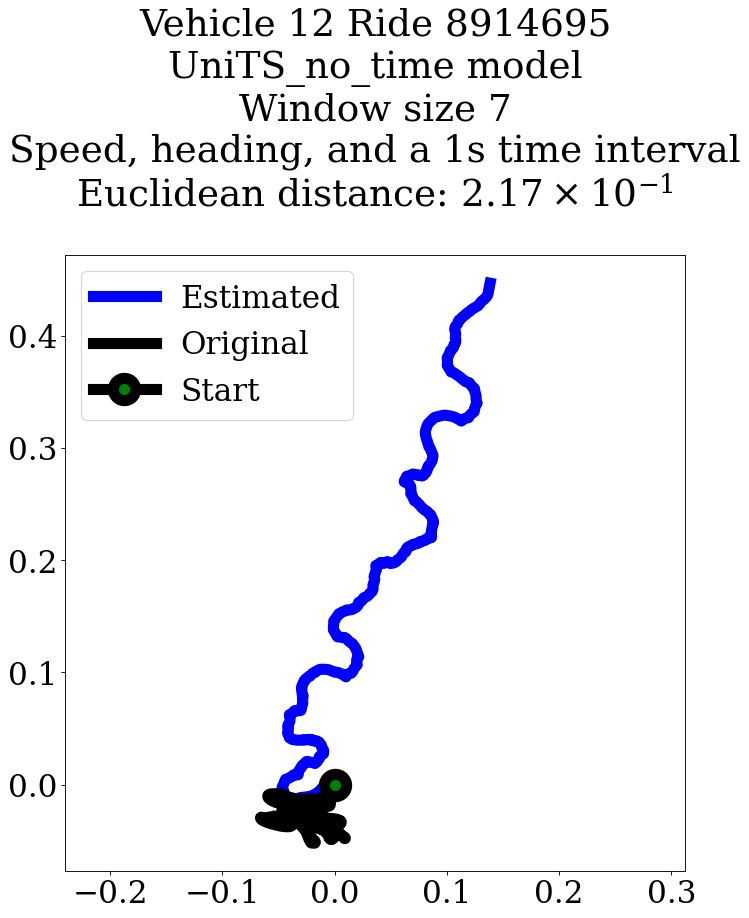 Vehicle 12 Ride 8914695
UniTS_no_time model
Window size 7
Speed, heading, and a 1s time interval
Euclidean distance: 2.17 × 10⁻¹
Estimated
Original
Start
0.4
0.3
0.2
0.1
0.0
−0.2 −0.1 0.0 0.1 0.2 0.3